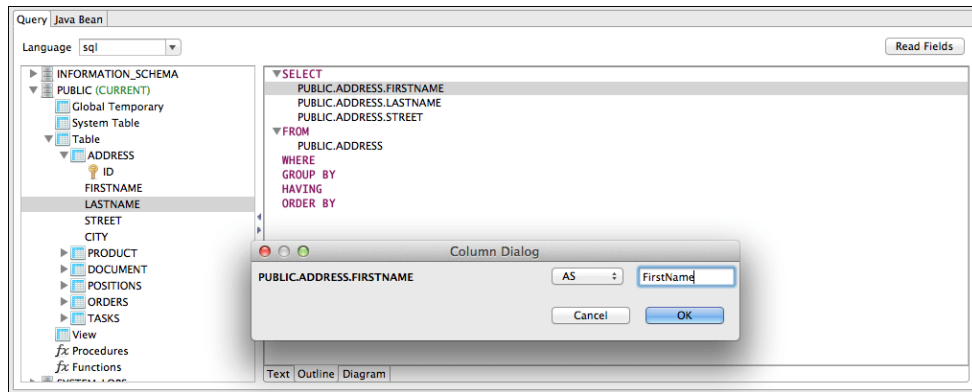 Query Java Bean
Language sql Read Fields
INFORMATION_SCHEMA
PUBLIC (CURRENT)
Global Temporary
System Table
Table
ADDRESS
ID
FIRSTNAME
LASTNAME
STREET
CITY
PRODUCT
DOCUMENT
POSITIONS
ORDERS
TASKS
View
fx Procedures
fx Functions
SELECT
PUBLIC.ADDRESS.FIRSTNAME
PUBLIC.ADDRESS.LASTNAME
PUBLIC.ADDRESS.STREET
FROM
PUBLIC.ADDRESS
WHERE
GROUP BY
HAVING
ORDER BY
Column Dialog
PUBLIC.ADDRESS.FIRSTNAME AS FirstName
Cancel OK
Text Outline Diagram